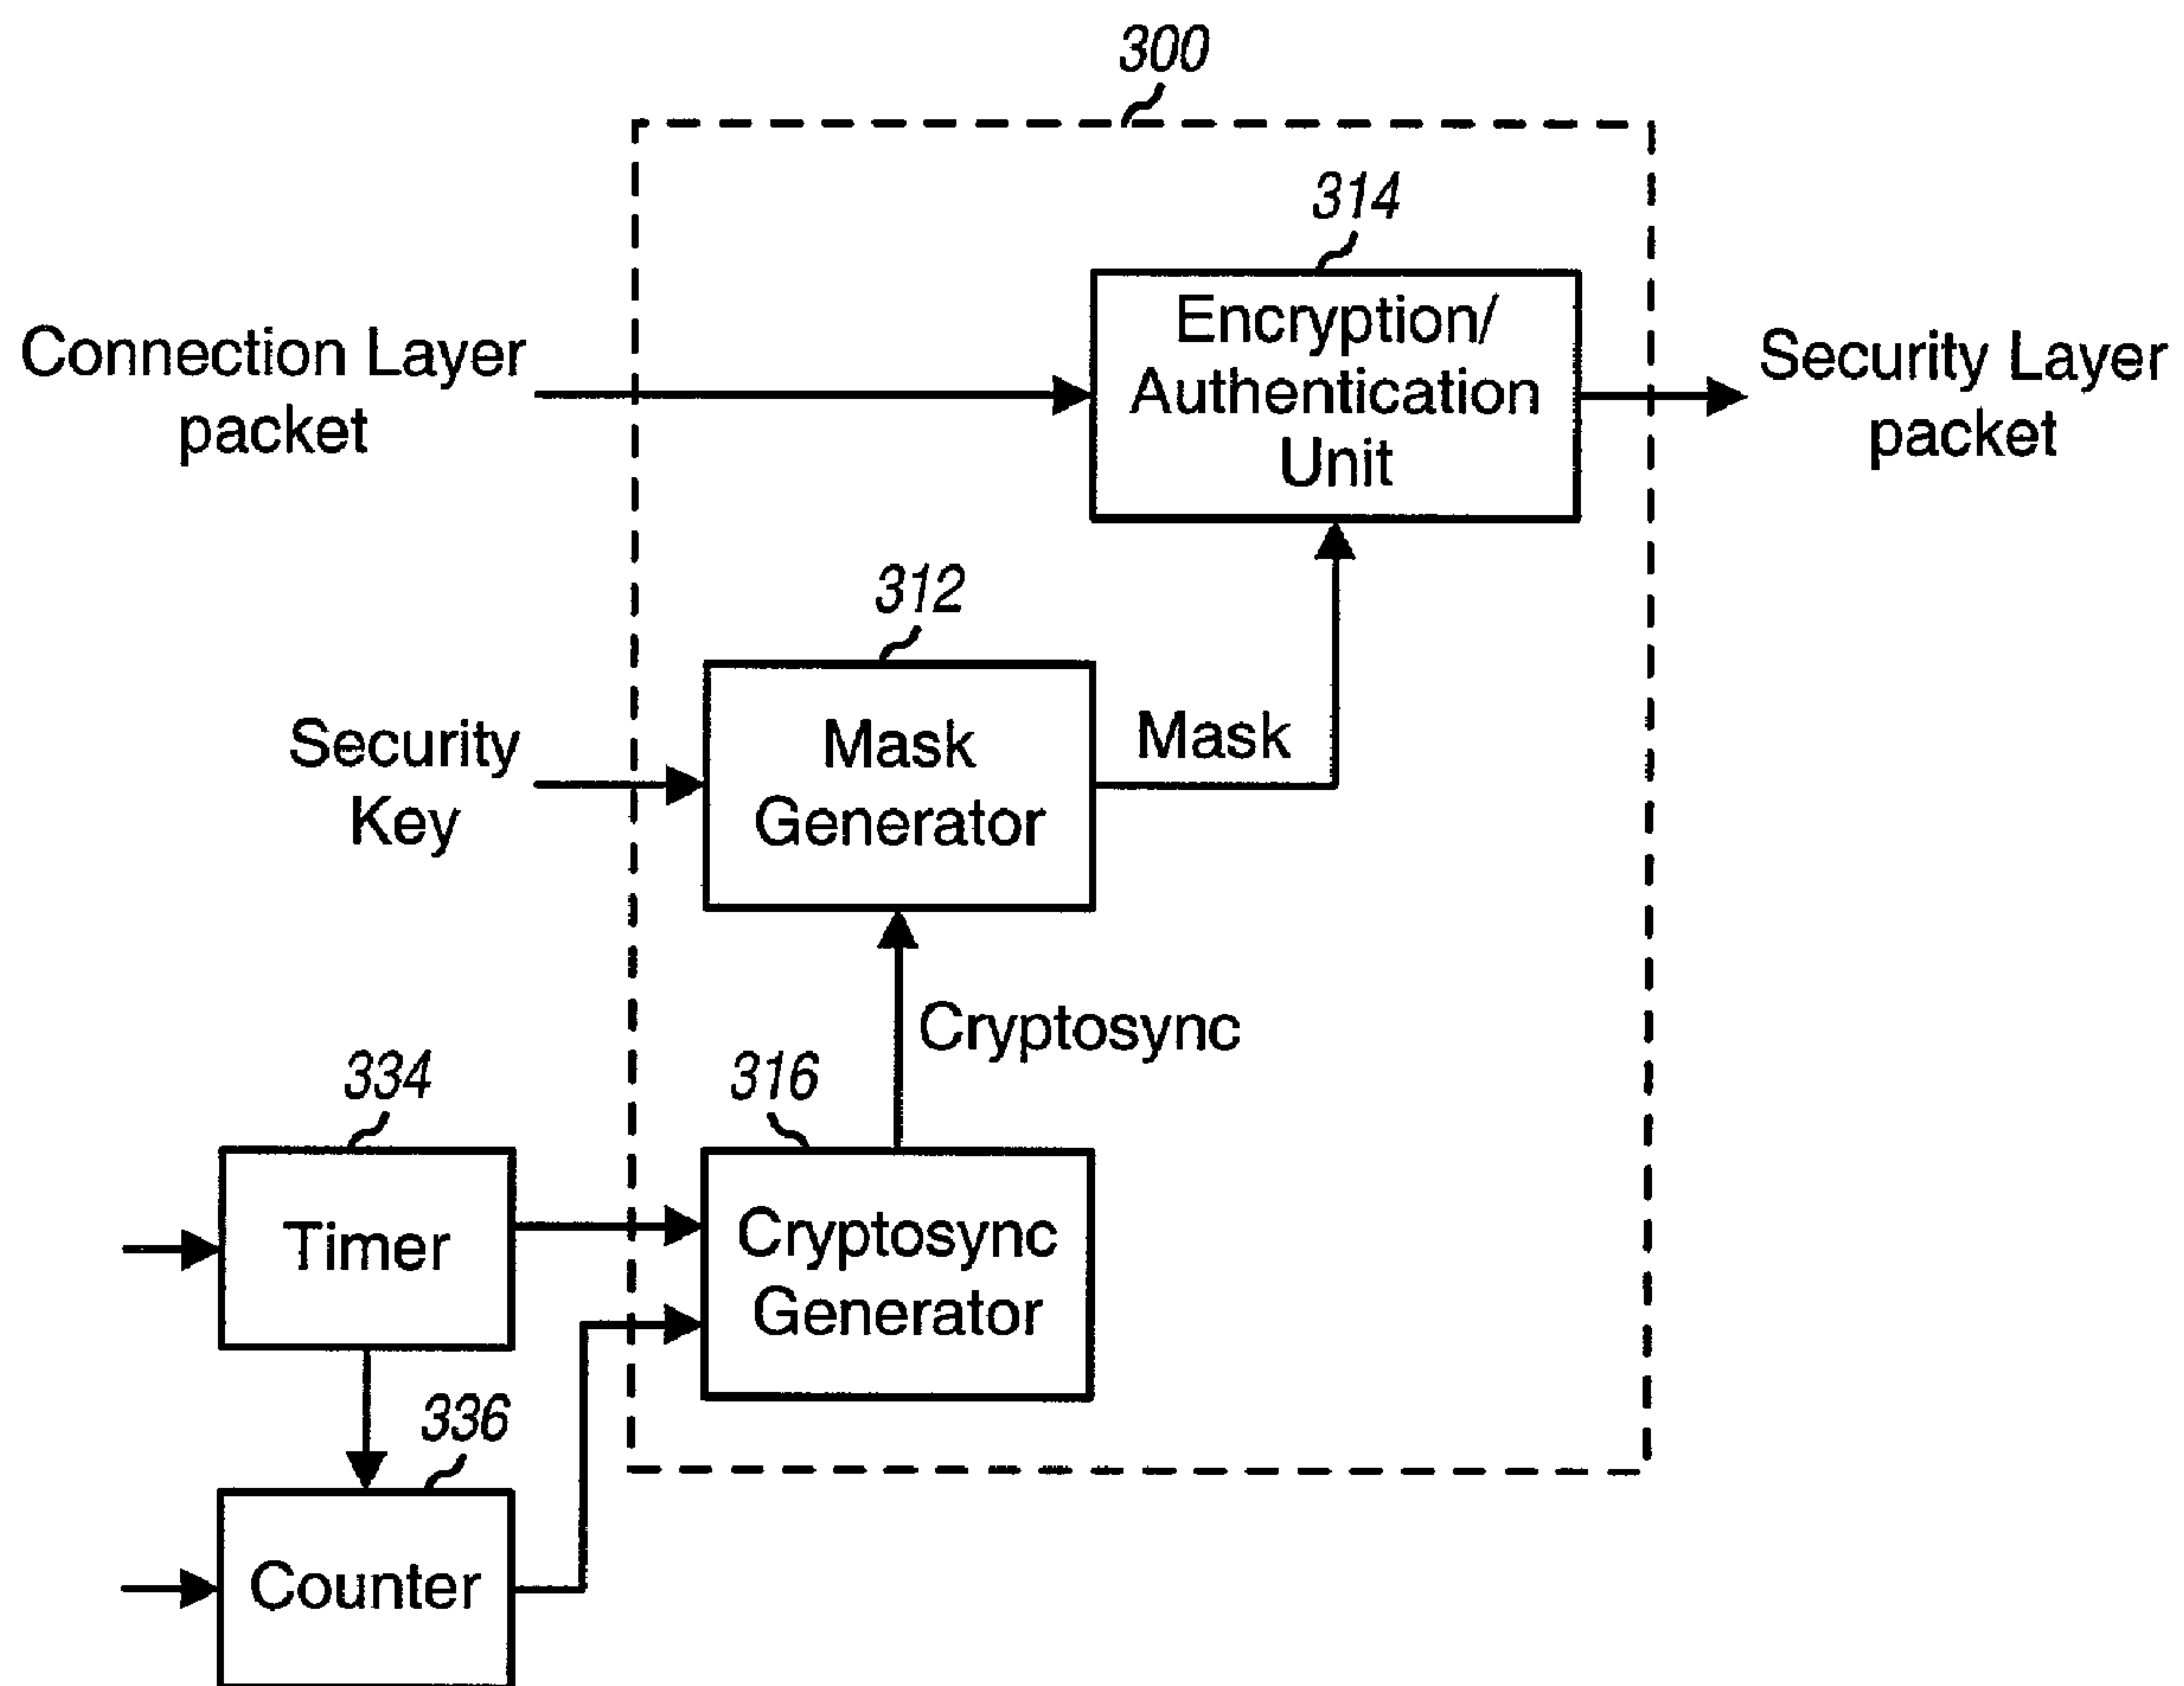 300
314
Encryption/
Authentication
Unit
Connection Layer
packet
Security Layer
packet
312
Mask
Generator
Security
Key
Mask
Cryptosync
334
316
Timer
Cryptosync
Generator
336
Counter